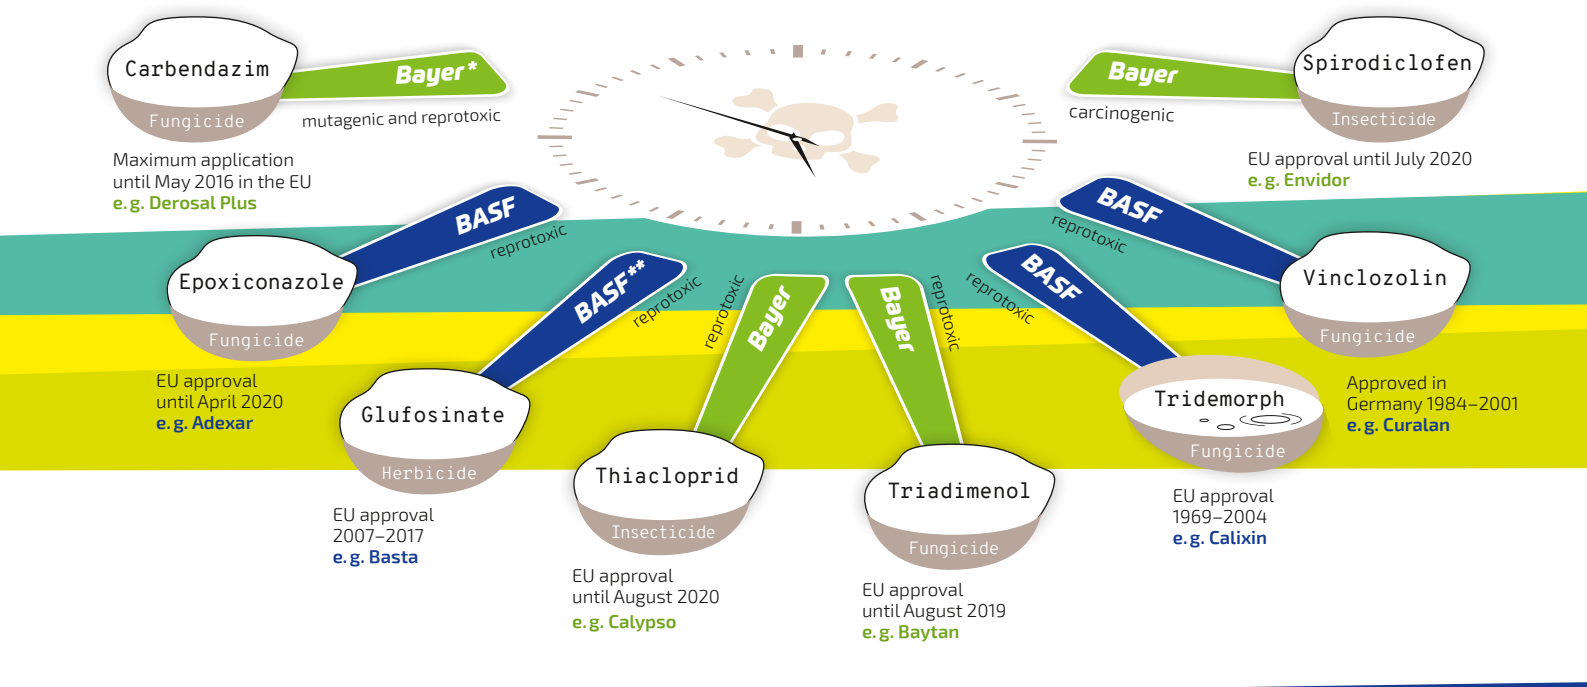 Carbendazim
Fungicide
Bayer*
mutagenic and reprotoxic
Maximum application
until May 2016 in the EU
e. g. Derosal Plus
Epoxiconazole
Fungicide
BASF
reprotoxic
EU approval
until April 2020
e. g. Adexar
Glufosinate
Herbicide
BASF**
reprotoxic
EU approval
2007–2017
e. g. Basta
Thiacloprid
Insecticide
Bayer
reprotoxic
EU approval
until August 2020
e. g. Calypso
Triadimenol
Fungicide
Bayer
reprotoxic
EU approval
until August 2019
e. g. Baytan
Tridemorph
Fungicide
BASF
reprotoxic
EU approval
1969–2004
e. g. Calixin
Vinclozolin
Fungicide
BASF
reprotoxic
Approved in
Germany 1984–2001
e. g. Curalan
Spirodiclofen
Insecticide
Bayer
carcinogenic
EU approval until July 2020
e. g. Envidor